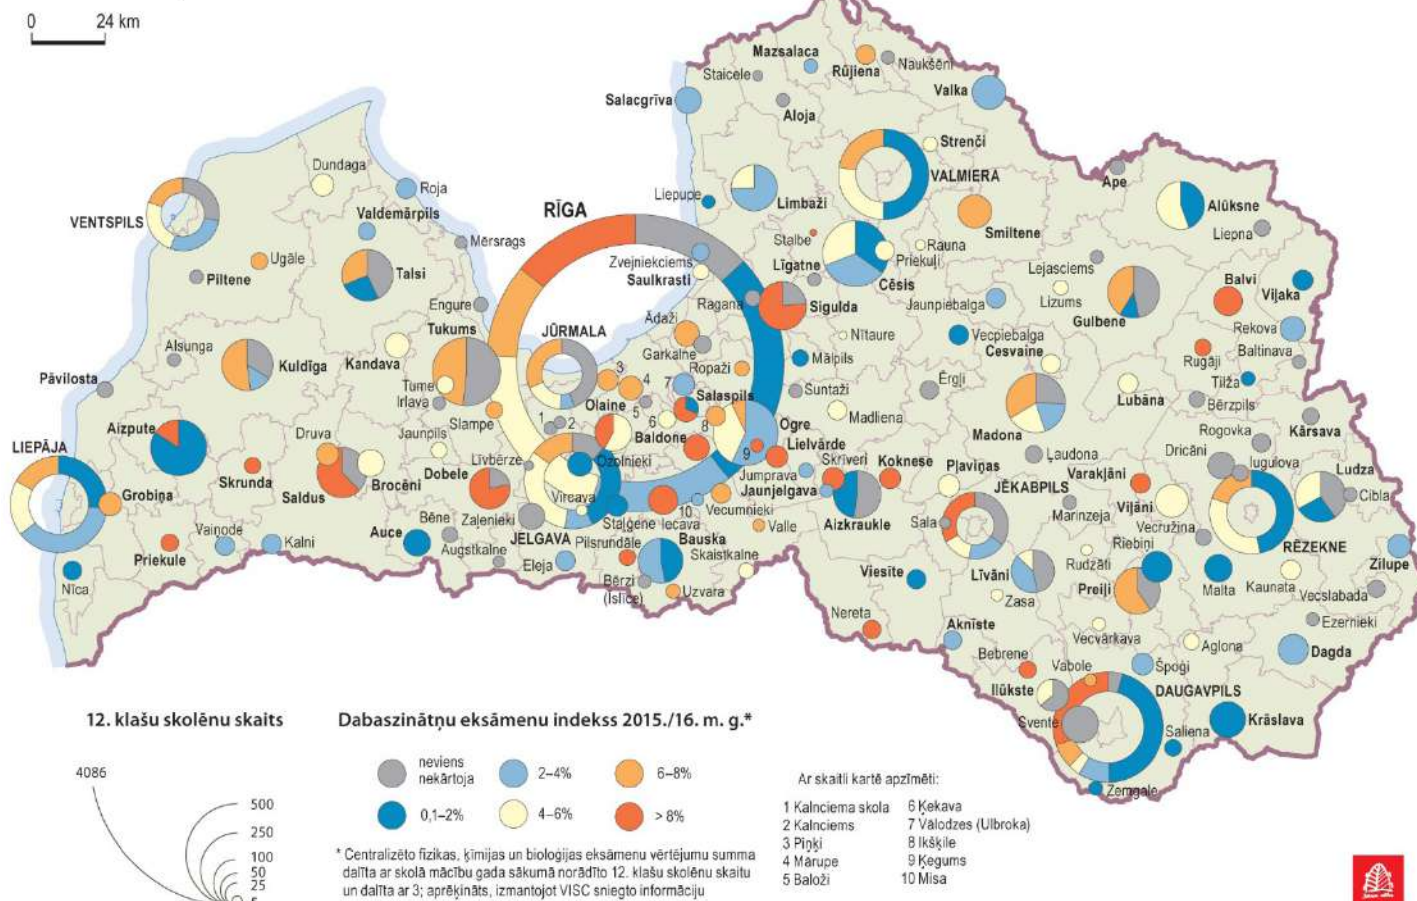 0 24 km
Mazsalaca
Rūjiena
Naukšēni
Staicele
Valka
Salacgrīva
Aloja
Strenči
Dundaga
Roja
VALMIERA
Ape
Liepupe
Limbaži
Alūksne
VENTSPILS
Valdemārpils
RĪGA
Smiltene
Liepna
Mērsrags
Stalbe
Rauna
Priekuļi
Zvejniekciems
Līgatne
Cēsis
Lejasciems
Ugāle
Saulkrasti
Balvi
Piltene
Talsi
Lizums
Viļaka
Ragana
Sigulda
Jaunpiebalga
Engure
Gulbene
Rekova
Ādaži
Nītaure
Vecpiebalga
Tukums
JŪRMALA
Garkalne
Cesvaine
Baltinava
Alsunga
Kuldīga
Kandava
Mālpils
Rugāji
Ropaži
Pāvilosta
Tume
3
4
7
Suntaži
Ērgļi
Tilža
Irlava
Olaine
5
Salaspils
Lubāna
Bērzpils
Slampe
1
2
6
8
Madliena
Madona
Aizpute
Druva
Jaunpils
Baldone
Ogre
Rogovka
Kārsava
LIEPĀJA
9
Lielvārde
Ļaudona
Dricāni
Līvbērze
Ozolnieki
Skrīveri
Koknese
Pļaviņas
Varakļāni
Iugulova
Ludza
Skrunda
Saldus
Brocēni
Dobele
Jumprava
Grobiņa
Jaunjelgava
JĒKABPILS
Viļāni
Cibla
Vircava
10
Vecumnieki
Marinzeja
Zaļenieki
Staļģene
Iecava
Aizkraukle
Sala
Vecružina
Vaiņode
Auce
Bēne
JELGAVA
Valle
Riebiņi
RĒZEKNE
Priekule
Kalni
Augstkalne
Pilsrundāle
Bauska
Skaistkalne
Rudzāti
Zilupe
Nīca
Eleja
Līvāni
Malta
Kaunata
Bērzi
(Īslīce)
Uzvara
Viesīte
Zasa
Preiļi
Vecslabada
Nereta
Aknīste
Vecvārkava
Ezernieki
Aglona
Bebrene
Vabole
Špoģi
Dagda
Ilūkste
DAUGAVPILS
Svente
Krāslava
Saliena
Zemgale
12. klašu skolēnu skaits
4086
500
250
100
50
25
5
Dabaszinātņu eksāmenu indekss 2015./16. m. g.*
neviens
nekārtoja
2–4%
6–8%
0,1–2%
4–6%
> 8%
* Centralizēto fizikas, ķīmijas un bioloģijas eksāmenu vērtējumu summa
dalīta ar skolā mācību gada sākumā norādīto 12. klašu skolēnu skaitu
un dalīta ar 3; aprēķināts, izmantojot VISC sniegto informāciju
Ar skaitli kartē apzīmēti:
1 Kalnciema skola
2 Kalnciems
3 Piņķi
4 Mārupe
5 Baloži
6 Ķekava
7 Vālodzes (Ulbroka)
8 Ikšķile
9 Ķegums
10 Misa